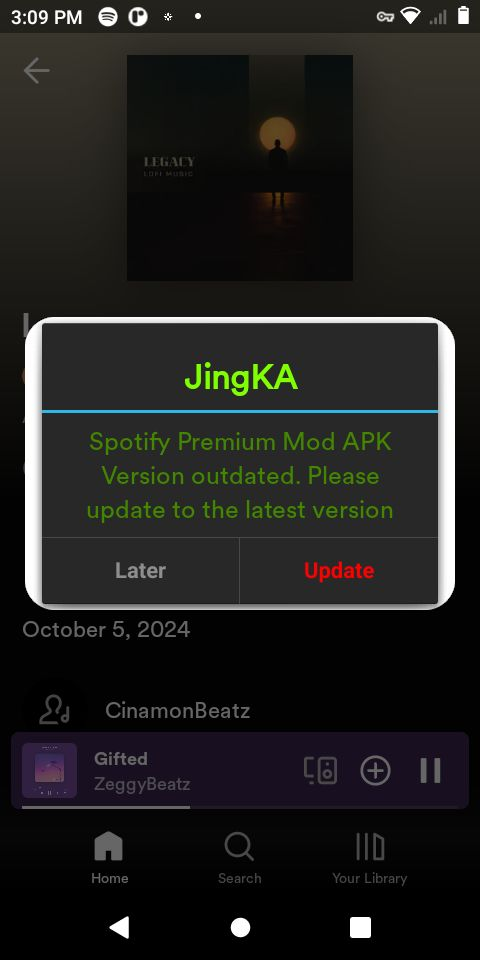 3:09 PM
LEGACY
LOFI MUSIC
JingKA
Spotify Premium Mod APK
Version outdated. Please
update to the latest version
Later
Update
October 5, 2024
CinamonBeatz
Gifted
ZeggyBeatz
Home
Search
Your Library